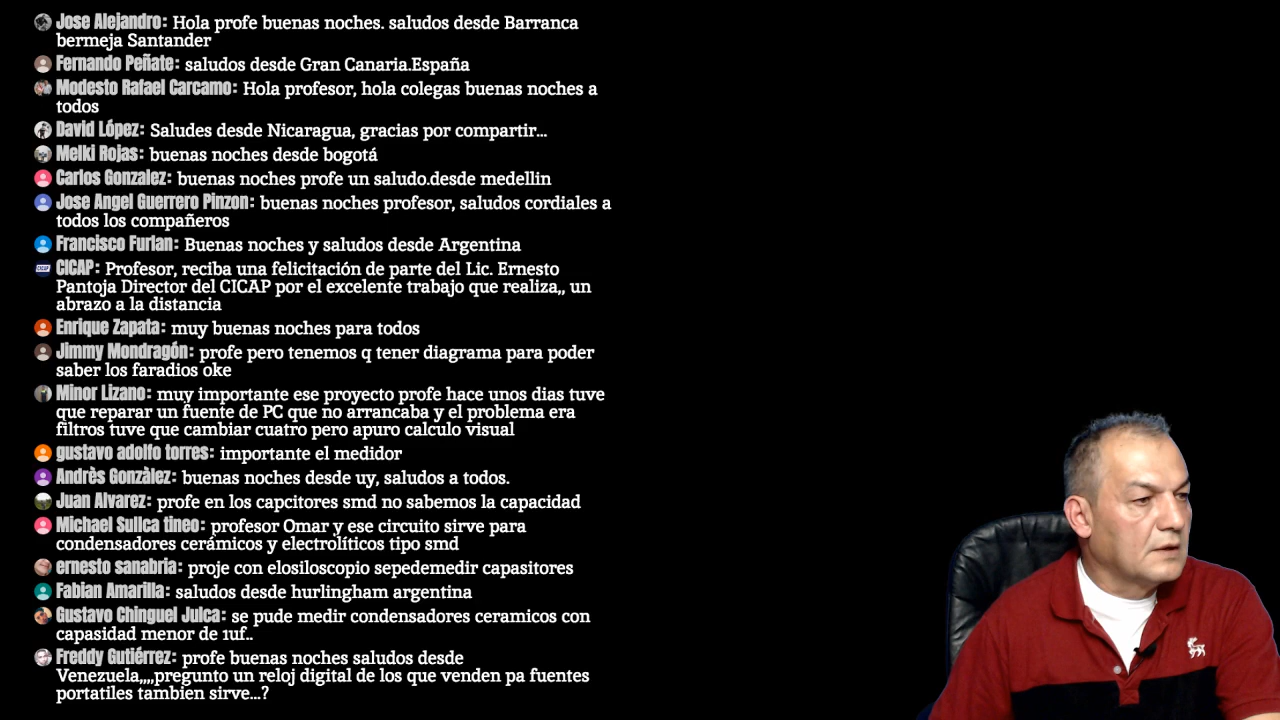 Jose Alejandro: Hola profe buenas noches. saludos desde Barranca
bermeja Santander
Fernando Peñate: saludos desde Gran Canaria.España
Modesto Rafael Carcamo: Hola profesor, hola colegas buenas noches a
todos
David López: Saludes desde Nicaragua, gracias por compartir...
Melki Rojas: buenas noches desde bogotá
Carlos Gonzalez: buenas noches profe un saludo.desde medellin
Jose Angel Guerrero Pinzon: buenas noches profesor, saludos cordiales a
todos los compañeros
Francisco Furlan: Buenas noches y saludos desde Argentina
CICAP: Profesor, reciba una felicitación de parte del Lic. Ernesto
Pantoja Director del CICAP por el excelente trabajo que realiza,, un
abrazo a la distancia
Enrique Zapata: muy buenas noches para todos
Jimmy Mondragón: profe pero tenemos q tener diagrama para poder
saber los faradios oke
Minor Lizano: muy importante ese proyecto profe hace unos dias tuve
que reparar un fuente de PC que no arrancaba y el problema era
filtros tuve que cambiar cuatro pero apuro calculo visual
gustavo adolfo torres: importante el medidor
Andrès Gonzàlez: buenas noches desde uy, saludos a todos.
Juan Alvarez: profe en los capcitores smd no sabemos la capacidad
Michael Sullca tineo: profesor Omar y ese circuito sirve para
condensadores cerámicos y electrolíticos tipo smd
ernesto sanabria: proje con elosiloscopio sepedemedir capasitores
Fabian Amarilla: saludos desde hurlingham argentina
Gustavo Chinguel Julca: se pude medir condensadores ceramicos con
capasidad menor de 1uf..
Freddy Gutiérrez: profe buenas noches saludos desde
Venezuela,,,,pregunto un reloj digital de los que venden pa fuentes
portatiles tambien sirve...?